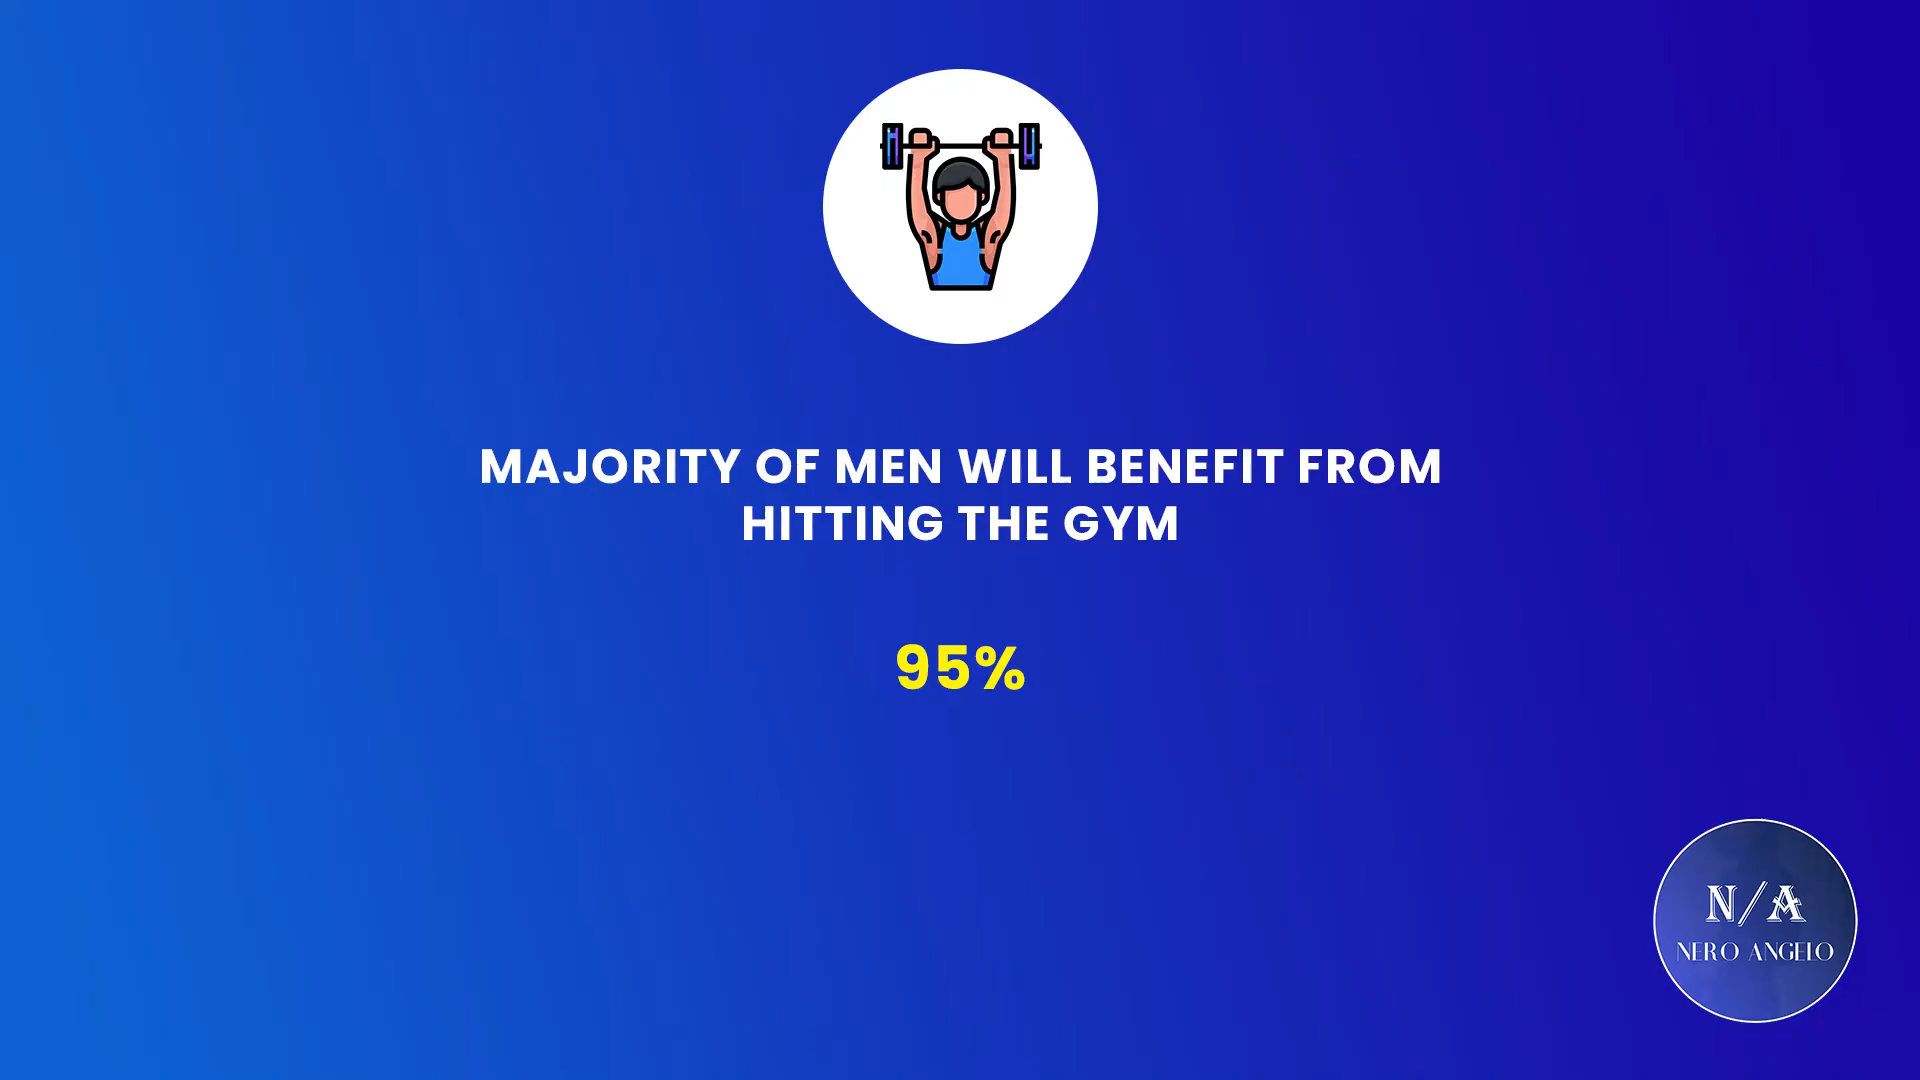 MAJORITY OF MEN WILL BENEFIT FROM
HITTING THE GYM
95%
N/A
NERO ANGELO